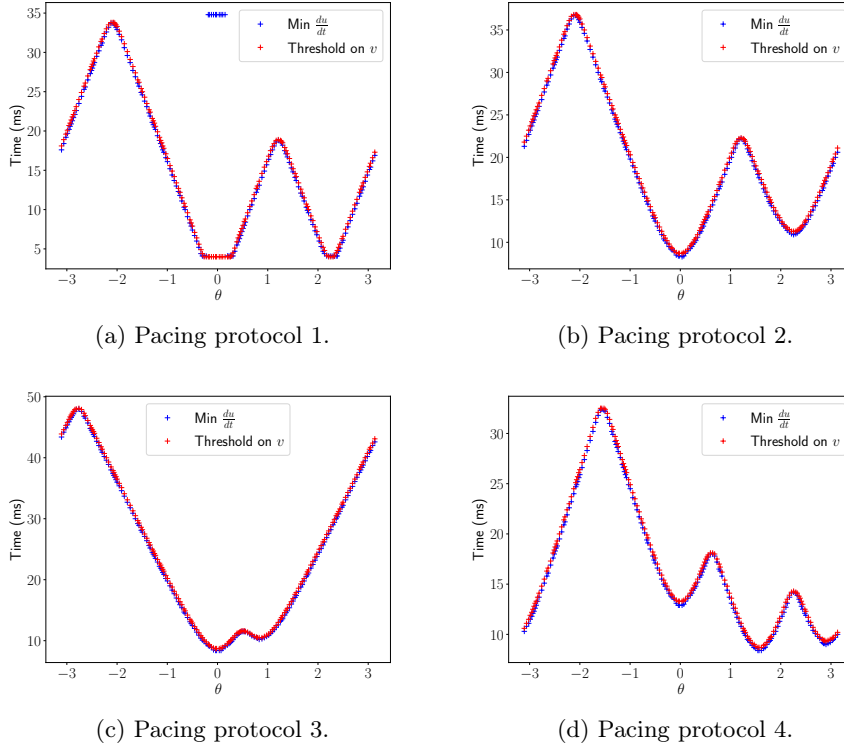 35
30
25
20
15
10
5
Time (ms)
−3 −2 −1 0 1 2 3
θ
Min du/dt
Threshold on v
(a) Pacing protocol 1.
35
30
25
20
15
10
Time (ms)
−3 −2 −1 0 1 2 3
θ
Min du/dt
Threshold on v
(b) Pacing protocol 2.
50
40
30
20
10
Time (ms)
−3 −2 −1 0 1 2 3
θ
Min du/dt
Threshold on v
(c) Pacing protocol 3.
30
25
20
15
10
Time (ms)
−3 −2 −1 0 1 2 3
θ
Min du/dt
Threshold on v
(d) Pacing protocol 4.